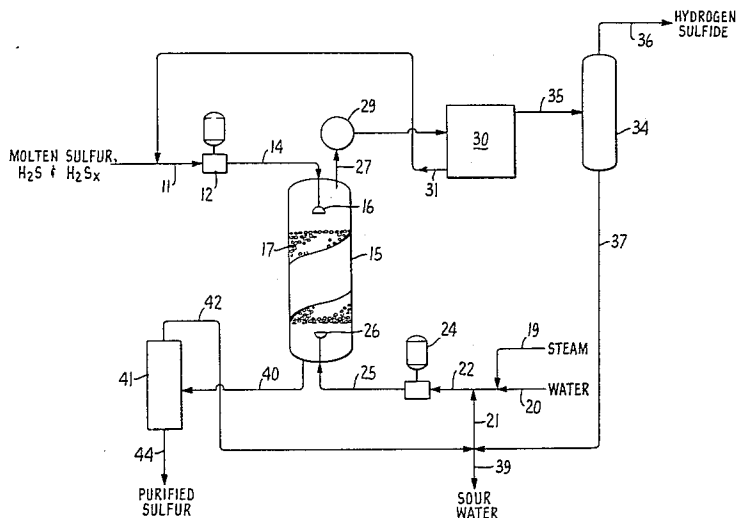 HYDROGEN
SULFIDE
36
35
34
29
30
31
27
12
14
MOLTEN SULFUR,
H₂S & H₂Sx
11
16
17
15
37
26
24
19
STEAM
22
WATER
20
25
21
42
41
40
44
39
PURIFIED
SULFUR
SOUR
WATER